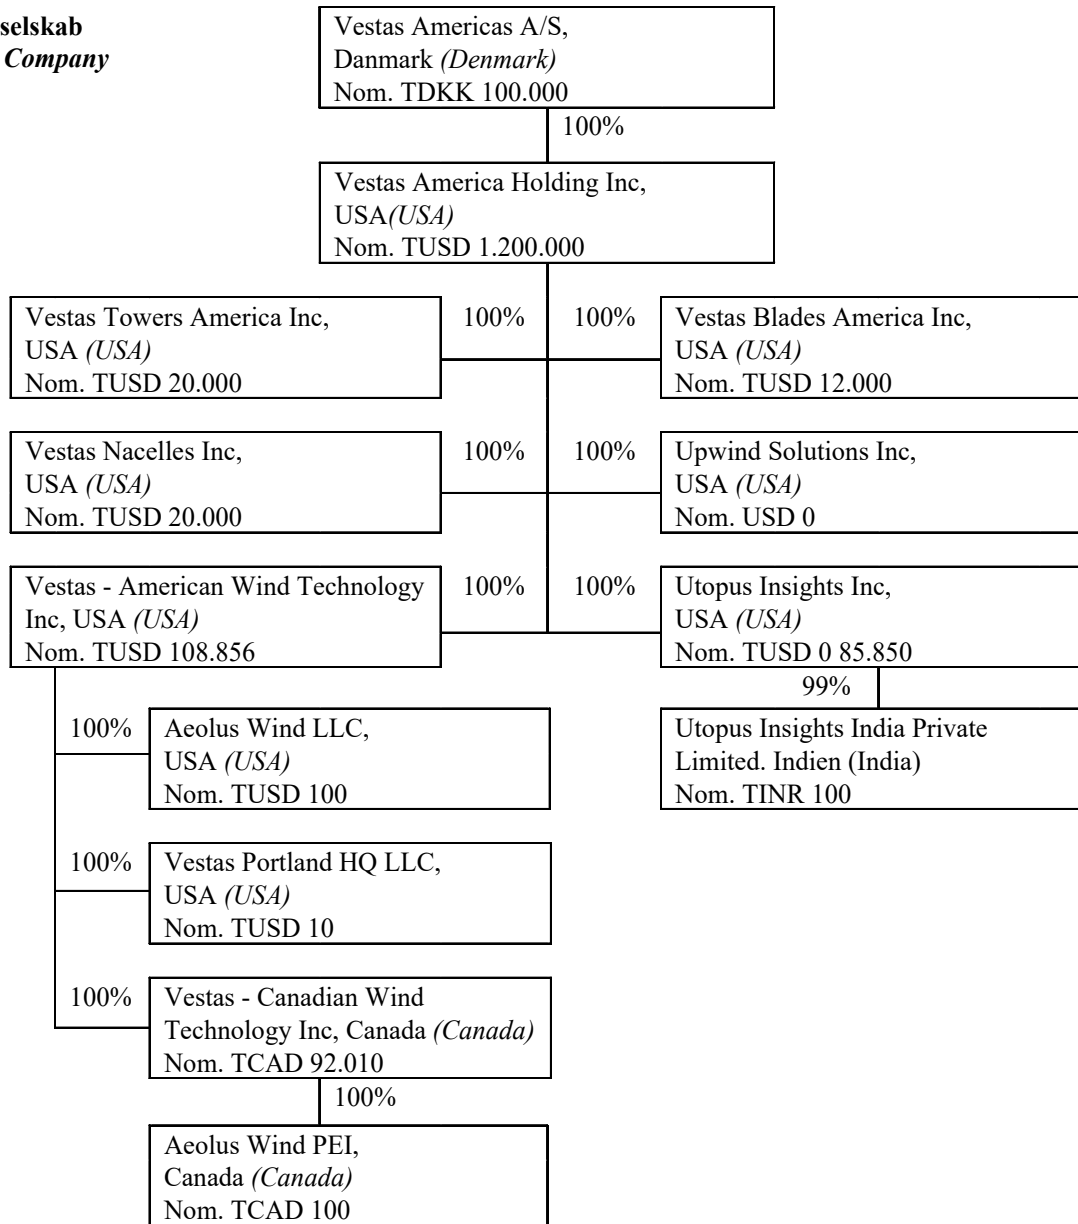 selskab
Company
Vestas Americas A/S,
Danmark (Denmark)
Nom. TDKK 100.000
100%
Vestas America Holding Inc,
USA(USA)
Nom. TUSD 1.200.000
Vestas Towers America Inc,
USA (USA)
Nom. TUSD 20.000
100%
100%
Vestas Blades America Inc,
USA (USA)
Nom. TUSD 12.000
Vestas Nacelles Inc,
USA (USA)
Nom. TUSD 20.000
100%
100%
Upwind Solutions Inc,
USA (USA)
Nom. USD 0
Vestas - American Wind Technology
Inc, USA (USA)
Nom. TUSD 108.856
100%
100%
Utopus Insights Inc,
USA (USA)
Nom. TUSD 0 85.850
99%
100%
Aeolus Wind LLC,
USA (USA)
Nom. TUSD 100
Utopus Insights India Private
Limited. Indien (India)
Nom. TINR 100
100%
Vestas Portland HQ LLC,
USA (USA)
Nom. TUSD 10
100%
Vestas - Canadian Wind
Technology Inc, Canada (Canada)
Nom. TCAD 92.010
100%
Aeolus Wind PEI,
Canada (Canada)
Nom. TCAD 100